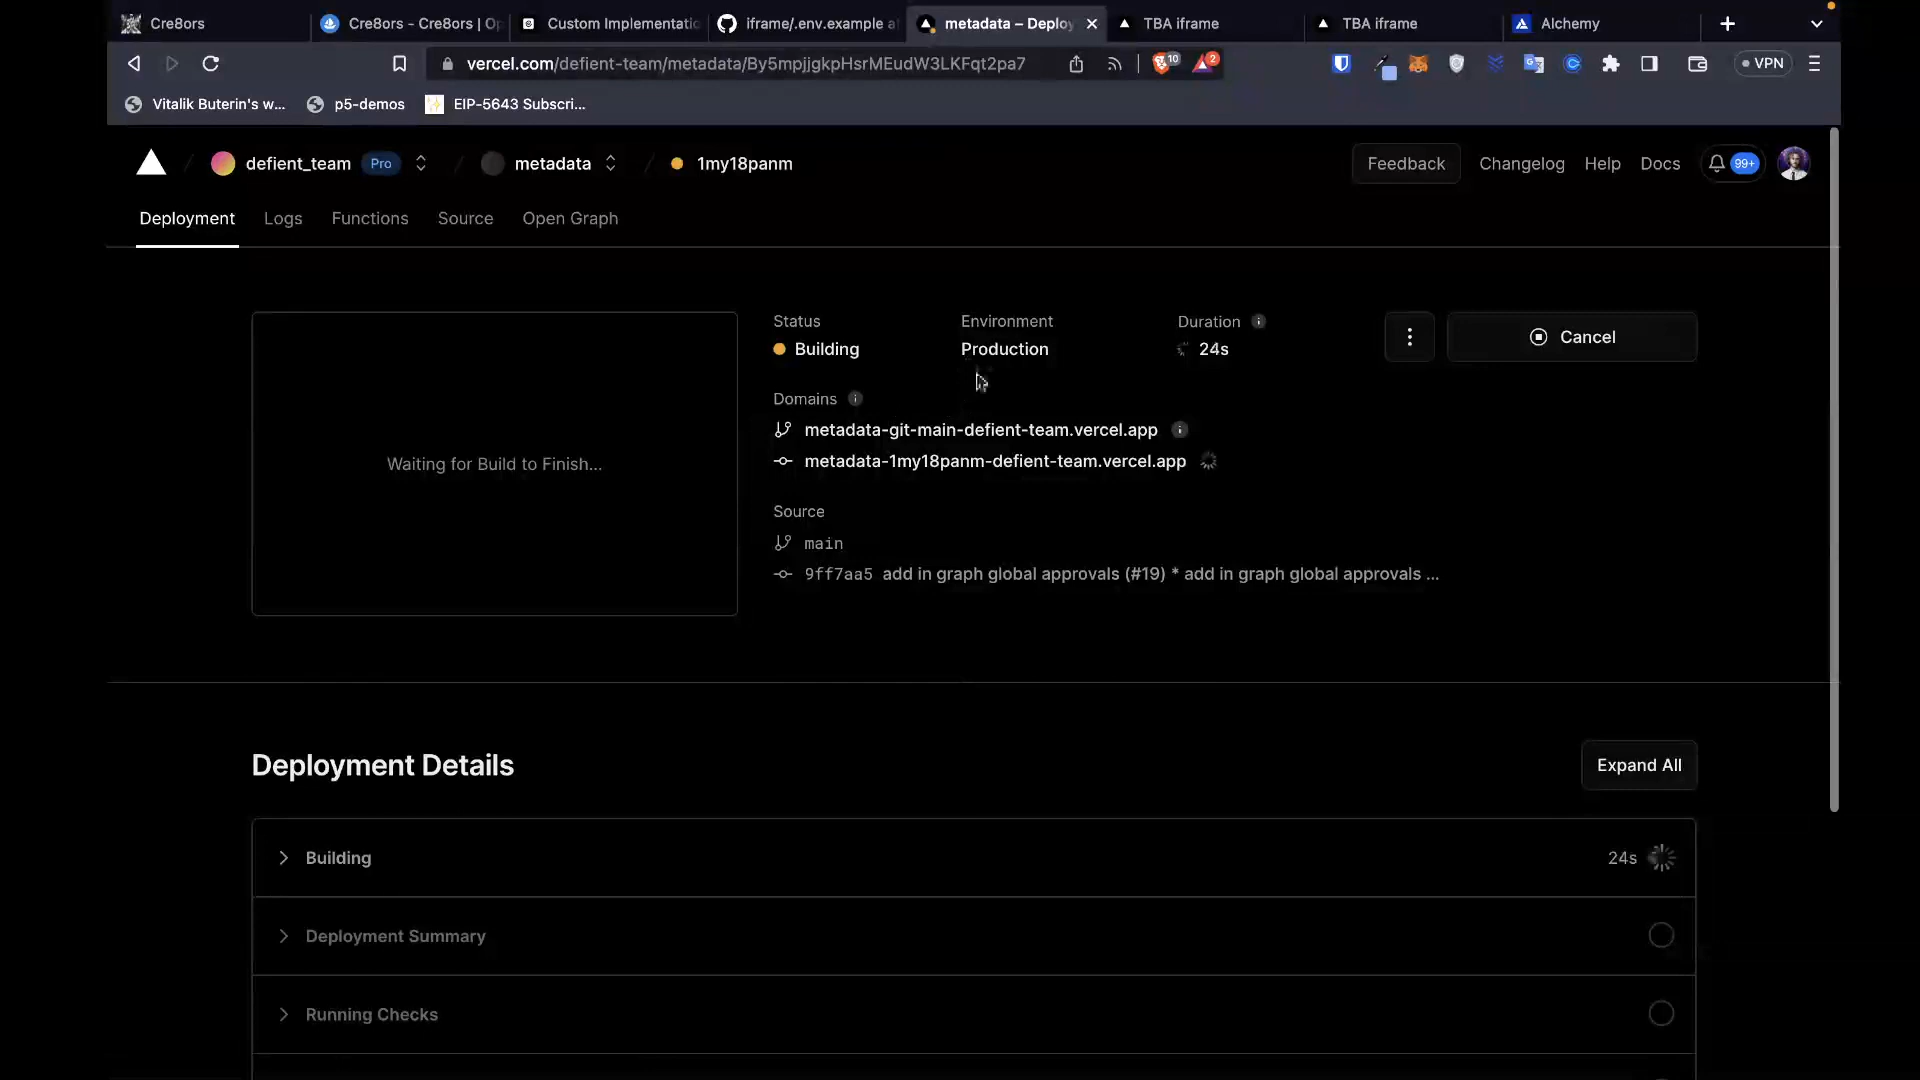 Cre8ors
Cre8ors - Cre8ors | Op
Custom Implementatio
iframe/.env.example a
metadata – Deploy
TBA iframe
TBA iframe
Alchemy
vercel.com/defient-team/metadata/By5mpjjgkpHsrMEudW3LKFqt2pa7
10
2
VPN
Vitalik Buterin's w...
p5-demos
EIP-5643 Subscri...
defient_team
Pro
metadata
1my18panm
Feedback
Changelog
Help
Docs
99+
Deployment
Logs
Functions
Source
Open Graph
Waiting for Build to Finish...
Status
Environment
Duration
Building
Production
24s
Cancel
Domains
metadata-git-main-defient-team.vercel.app
metadata-1my18panm-defient-team.vercel.app
Source
main
9ff7aa5 add in graph global approvals (#19) * add in graph global approvals ...
Deployment Details
Expand All
Building
24s
Deployment Summary
Running Checks